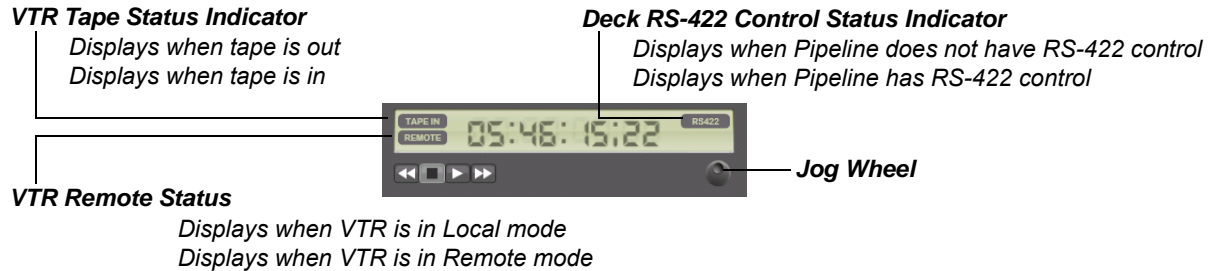 VTR Tape Status Indicator
Displays when tape is out
Displays when tape is in
Deck RS-422 Control Status Indicator
Displays when Pipeline does not have RS-422 control
Displays when Pipeline has RS-422 control
TAPE IN
REMOTE
05:46:15;22
RS422
Jog Wheel
VTR Remote Status
Displays when VTR is in Local mode
Displays when VTR is in Remote mode